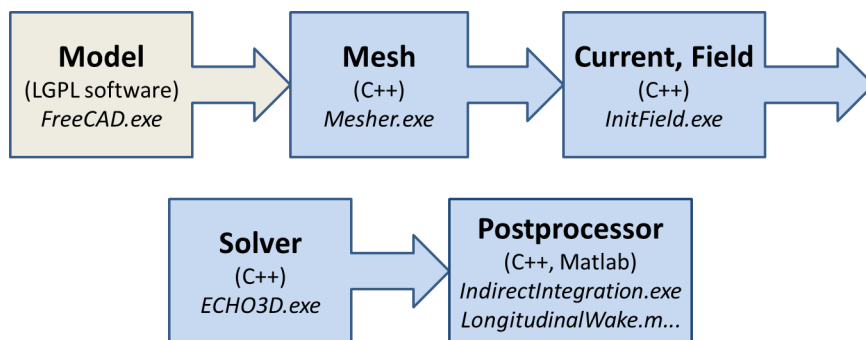 Model
(LGPL software)
FreeCAD.exe
Mesh
(C++)
Mesher.exe
Current, Field
(C++)
InitField.exe
Solver
(C++)
ECHO3D.exe
Postprocessor
(C++, Matlab)
IndirectIntegration.exe
LongitudinalWake.m...